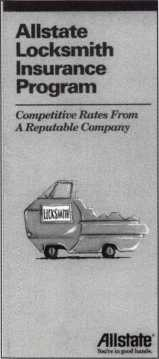 Allstate
Locksmith
Insurance
Program
Competitive Rates From
A Reputable Company
LOCKSMITH
Allstate®
You're in good hands.